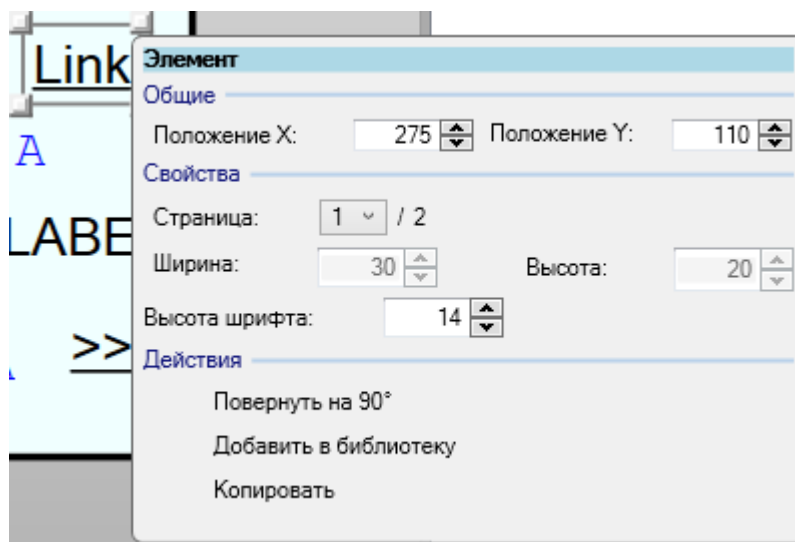 Link
Элемент
Общие
Положение X: 275 Положение Y: 110
A
Свойства
Страница: 1 / 2
LABE
Ширина: 30 Высота: 20
Высота шрифта: 14
>>
Действия
Повернуть на 90°
Добавить в библиотеку
Копировать